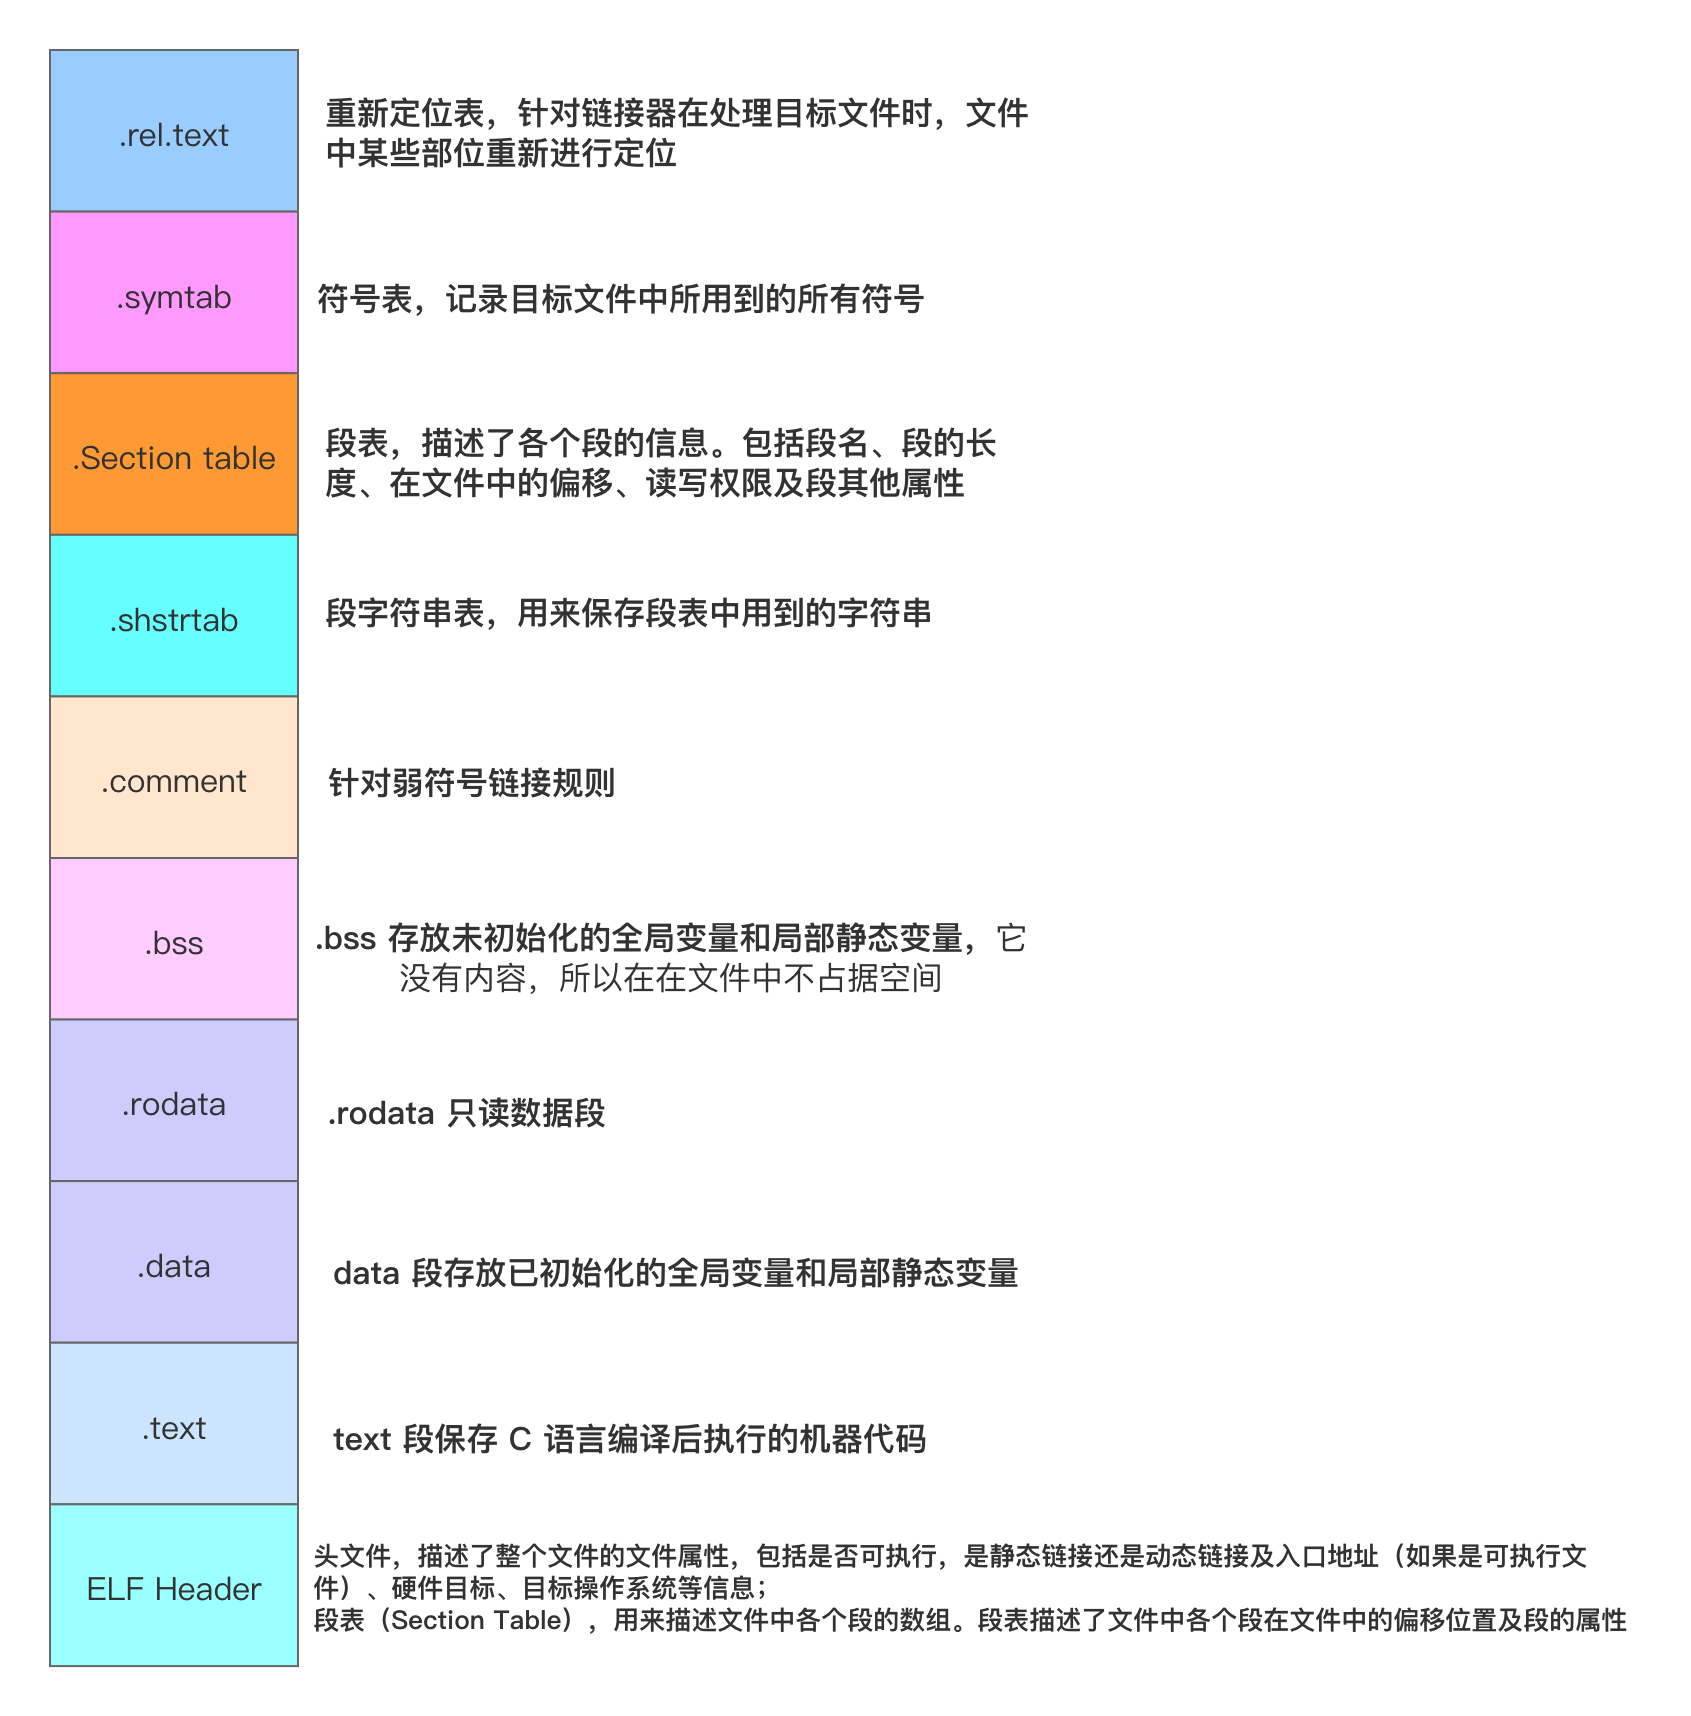 .rel.text
重新定位表，针对链接器在处理目标文件时，文件
中某些部位重新进行定位
.symtab
符号表，记录目标文件中所用到的所有符号
.Section table
段表，描述了各个段的信息。包括段名、段的长
度、在文件中的偏移、读写权限及段其他属性
.shstrtab
段字符串表，用来保存段表中用到的字符串
.comment
针对弱符号链接规则
.bss
.bss 存放未初始化的全局变量和局部静态变量，它
没有内容，所以在在文件中不占据空间
.rodata
.rodata 只读数据段
.data
data 段存放已初始化的全局变量和局部静态变量
.text
text 段保存 C 语言编译后执行的机器代码
ELF Header
头文件，描述了整个文件的文件属性，包括是否可执行，是静态链接还是动态链接及入口地址（如果是可执行文
件）、硬件目标、目标操作系统等信息；
段表（Section Table），用来描述文件中各个段的数组。段表描述了文件中各个段在文件中的偏移位置及段的属性